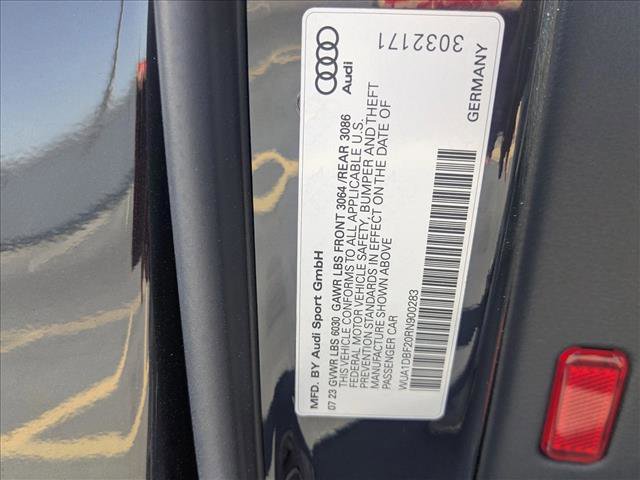 Audi
3032171
MFD. BY Audi Sport GmbH
07 23 GVWR LBS 6030 GAWR LBS FRONT 3064/REAR 3086
THIS VEHICLE CONFORMS TO ALL APPLICABLE U.S.
FEDERAL MOTOR VEHICLE SAFETY, BUMPER AND THEFT
PREVENTION STANDARDS IN EFFECT ON THE DATE OF
MANUFACTURE SHOWN ABOVE
PASSENGER CAR
WUA1DBF20RN900283
GERMANY